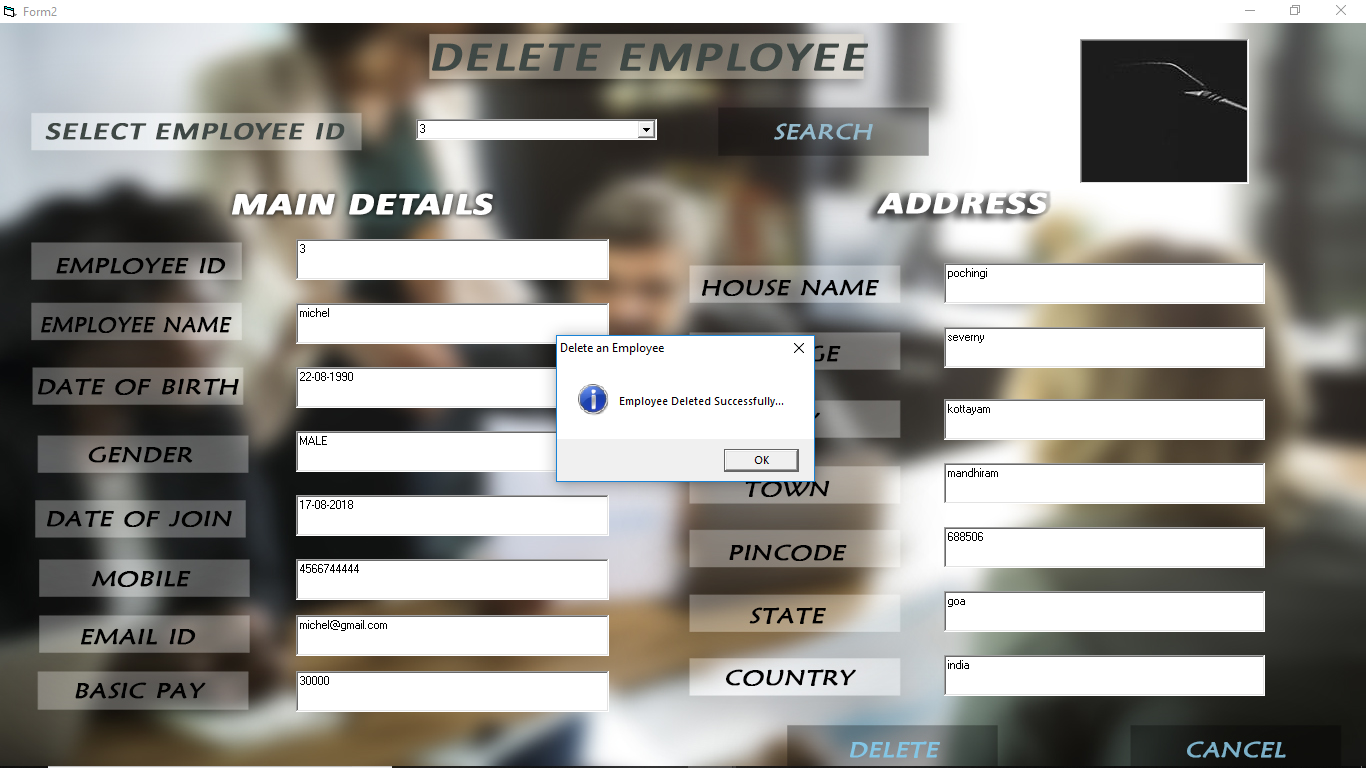 Form2
DELETE EMPLOYEE
SELECT EMPLOYEE ID
3
SEARCH
MAIN DETAILS
ADDRESS
EMPLOYEE ID
3
EMPLOYEE NAME
michel
DATE OF BIRTH
22-08-1990
GENDER
MALE
DATE OF JOIN
17-08-2018
MOBILE
4566744444
EMAIL ID
michel@gmail.com
BASIC PAY
30000
HOUSE NAME
pochingi
severny
kottayam
TOWN
mandhiram
PINCODE
688506
STATE
goa
COUNTRY
india
Delete an Employee
Employee Deleted Successfully...
OK
DELETE
CANCEL